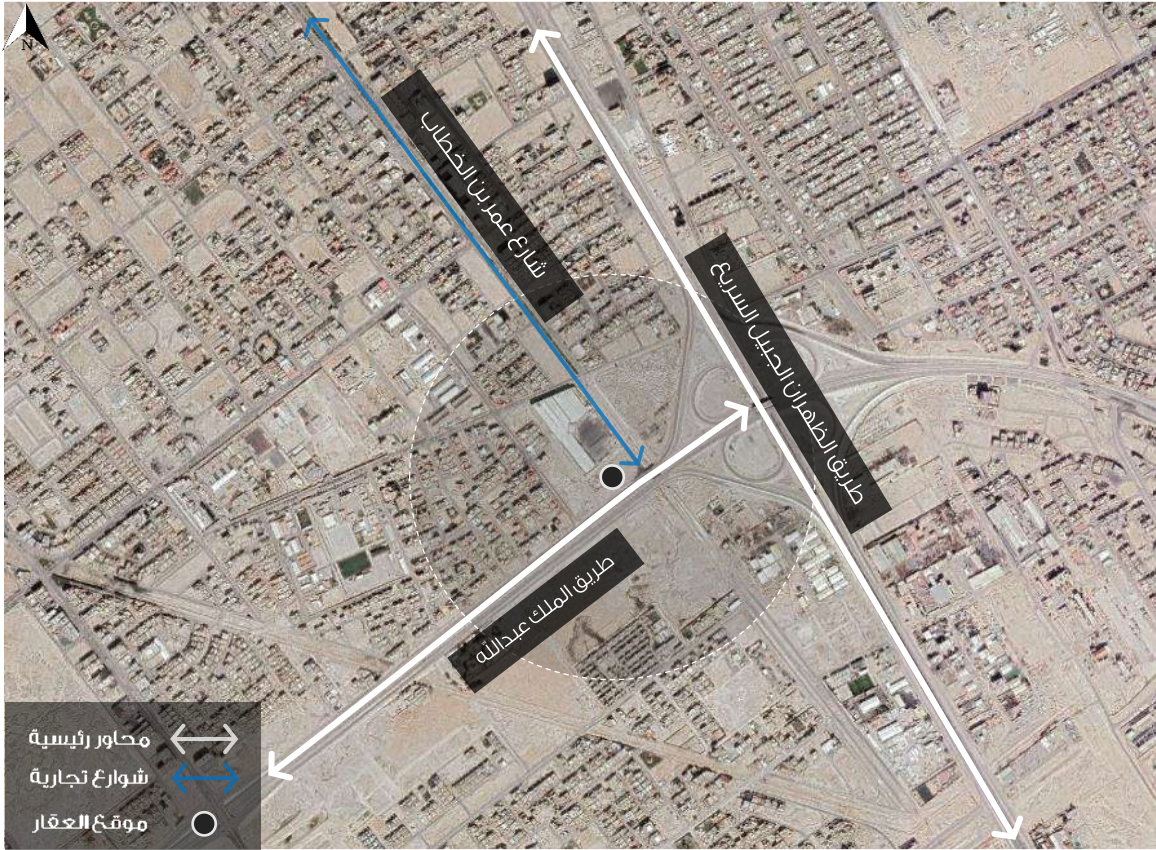 N
شارع عمر بن الخطاب
طريق الظهران الجبيل السريع
طريق الملك عبدالله
محاور رئيسية
شوارع تجارية
موقع العقار